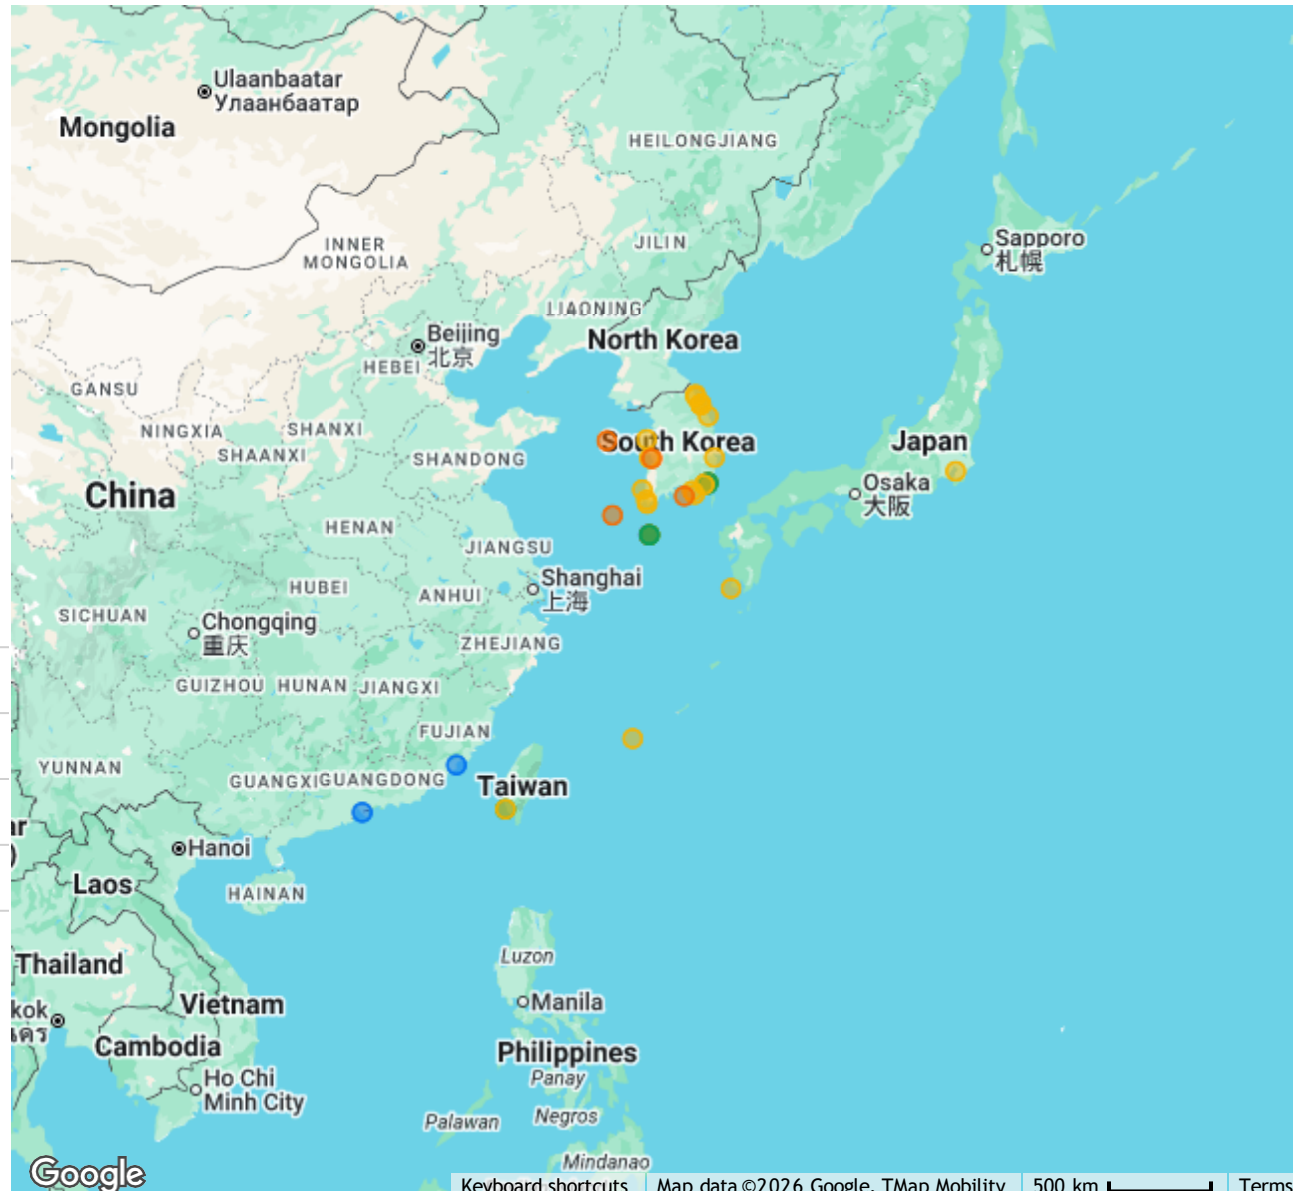 Ulaanbaatar
Улаанбаатар
Mongolia
HEILONGJIANG
JILIN
Sapporo
札幌
INNER
MONGOLIA
LIAONING
North Korea
Beijing
北京
HEBEI
GANSU
NINGXIA
SHANXI
SHAANXI
SHANDONG
South Korea
Japan
Osaka
大阪
China
HENAN
JIANGSU
Shanghai
上海
HUBEI
ANHUI
SICHUAN
Chongqing
重庆
ZHEJIANG
GUIZHOU
HUNAN
JIANGXI
FUJIAN
YUNNAN
GUANGXI
GUANGDONG
Taiwan
Hanoi
Laos
HAINAN
Thailand
Luzon
Manila
Vietnam
Cambodia
Philippines
Panay
Ho Chi
Minh City
Palawan
Negros
Mindanao
Google
Keyboard shortcuts
Map data ©2026 Google, TMap Mobility
500 km
Terms